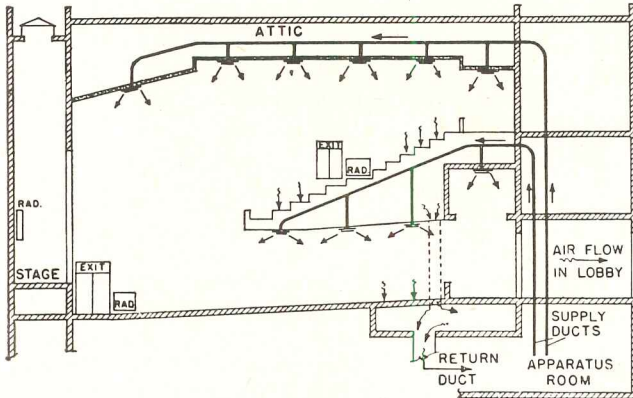 ATTIC
EXIT
RAD.
RAD.
STAGE
EXIT
RAD
AIR FLOW
IN LOBBY
SUPPLY
DUCTS
RETURN
DUCT
APPARATUS
ROOM